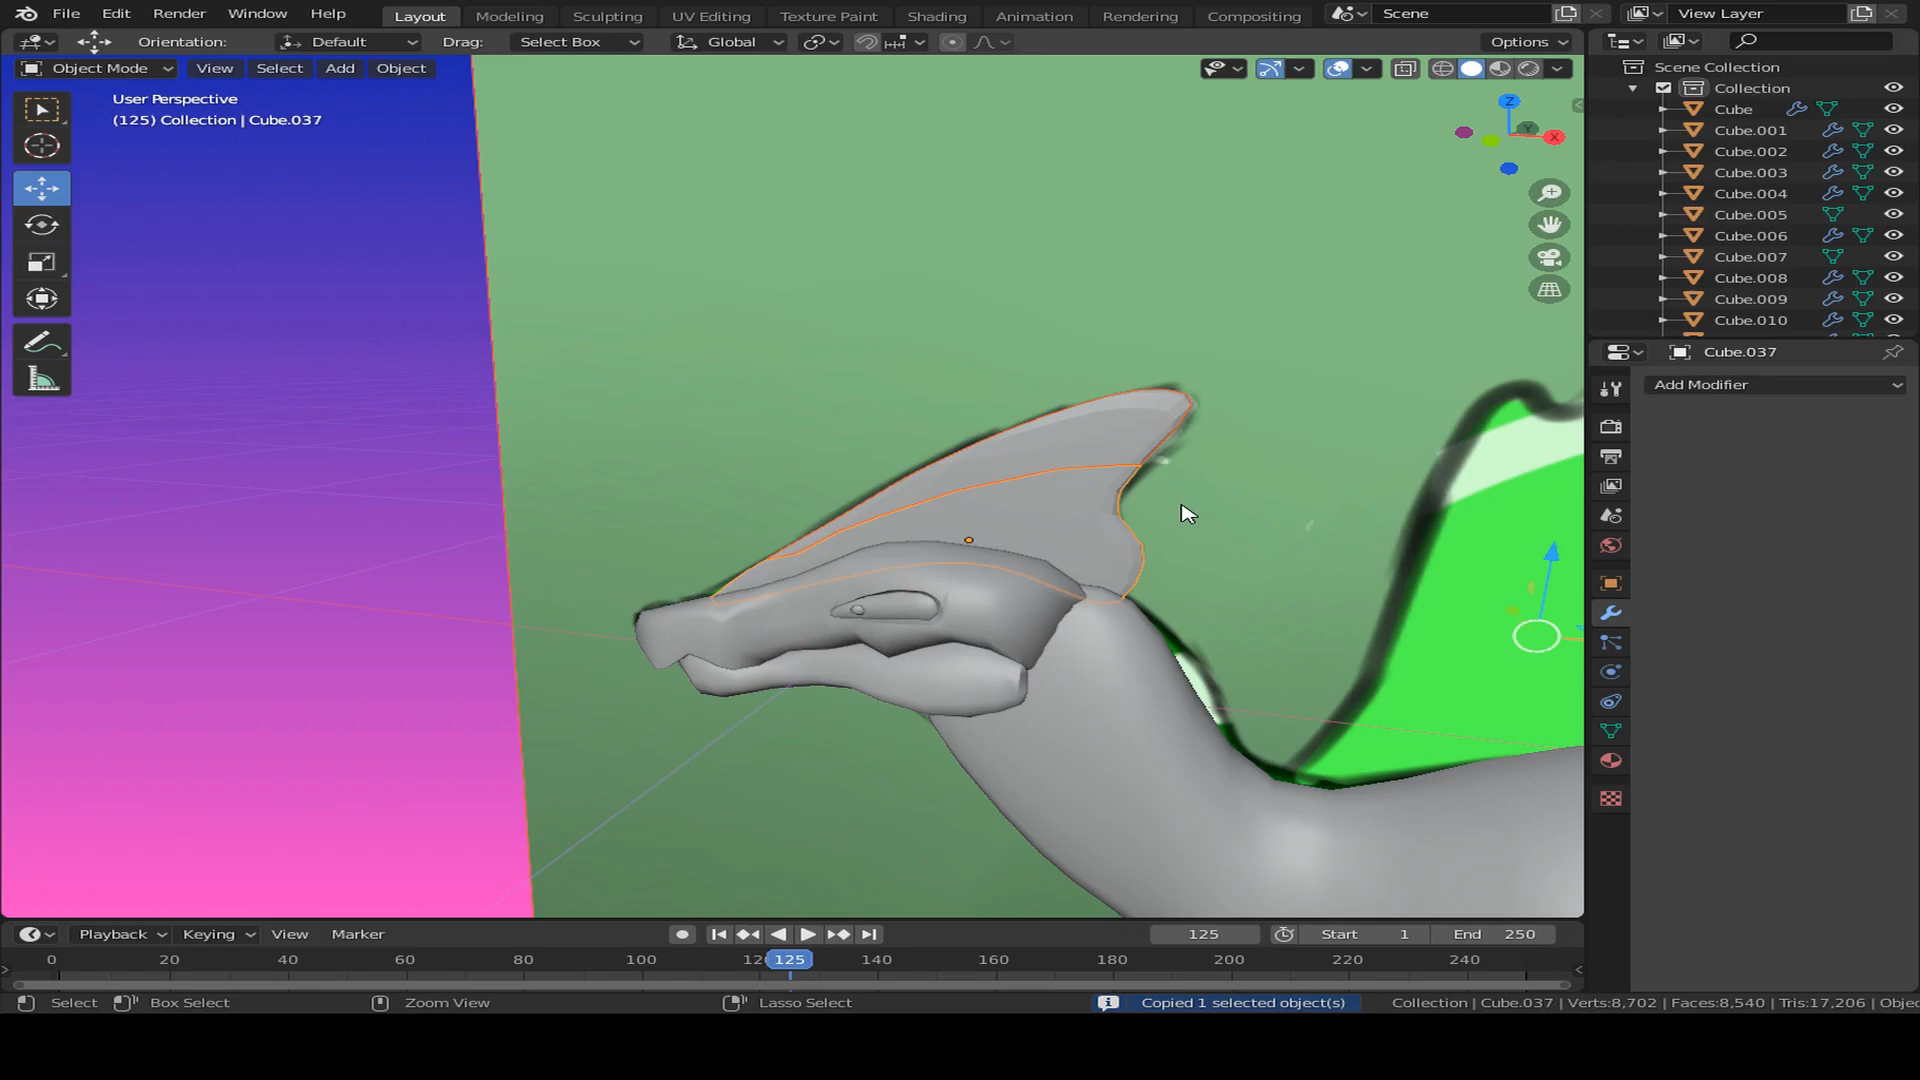 File Edit Render Window Help Layout Modeling Sculpting UV Editing Texture Paint Shading Animation Rendering Compositing Scene View Layer
Orientation: Default Drag: Select Box Global Options
Object Mode View Select Add Object
User Perspective
(125) Collection | Cube.037
Z
Y
X
Scene Collection
Collection
Cube
Cube.001
Cube.002
Cube.003
Cube.004
Cube.005
Cube.006
Cube.007
Cube.008
Cube.009
Cube.010
Cube.037
Add Modifier
Playback Keying View Marker 125 Start 1 End 250
0 20 40 60 80 100 125 140 160 180 200 220 240
Select Box Select Zoom View Lasso Select Copied 1 selected object(s) Collection | Cube.037 | Verts:8,702 | Faces:8,540 | Tris:17,206 | Objec